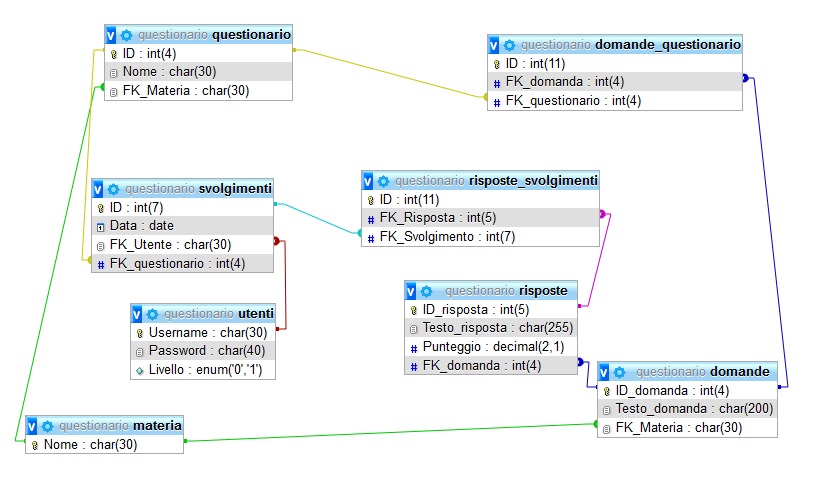 questionario questionario
ID : int(4)
Nome : char(30)
FK_Materia : char(30)
questionario domande_questionario
ID : int(11)
FK_domanda : int(4)
FK_questionario : int(4)
questionario svolgimenti
ID : int(7)
Data : date
FK_Utente : char(30)
FK_questionario : int(4)
questionario risposte_svolgimenti
ID : int(11)
FK_Risposta : int(5)
FK_Svolgimento : int(7)
questionario utenti
Username : char(30)
Password : char(40)
Livello : enum('0','1')
questionario risposte
ID_risposta : int(5)
Testo_risposta : char(255)
Punteggio : decimal(2,1)
FK_domanda : int(4)
questionario domande
ID_domanda : int(4)
Testo_domanda : char(200)
FK_Materia : char(30)
questionario materia
Nome : char(30)